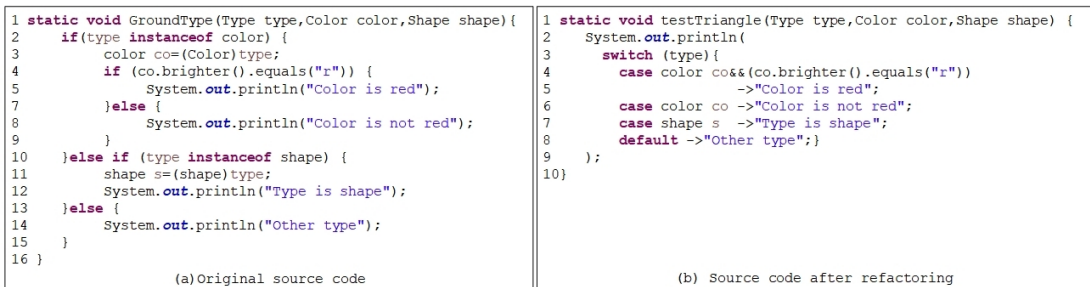 1 static void GroundType(Type type,Color color,Shape shape){
2     if(type instanceof color) {
3          color co=(Color)type;
4          if (co.brighter().equals("r")) {
5               System.out.println("Color is red");
7          }else {
8               System.out.println("Color is not red");
9          }
10    }else if (type instanceof shape) {
11         shape s=(shape)type;
12         System.out.println("Type is shape");
13    }else {
14         System.out.println("Other type");
15    }
16 }
(a)Original source code
1 static void testTriangle(Type type,Color color,Shape shape) {
2    System.out.println(
3      switch (type){
4        case color co&&(co.brighter().equals("r"))
5                      ->"Color is red";
6        case color co ->"Color is not red";
7        case shape s  ->"Type is shape";
8        default ->"Other type";}
9    );
10}
(b) Source code after refactoring